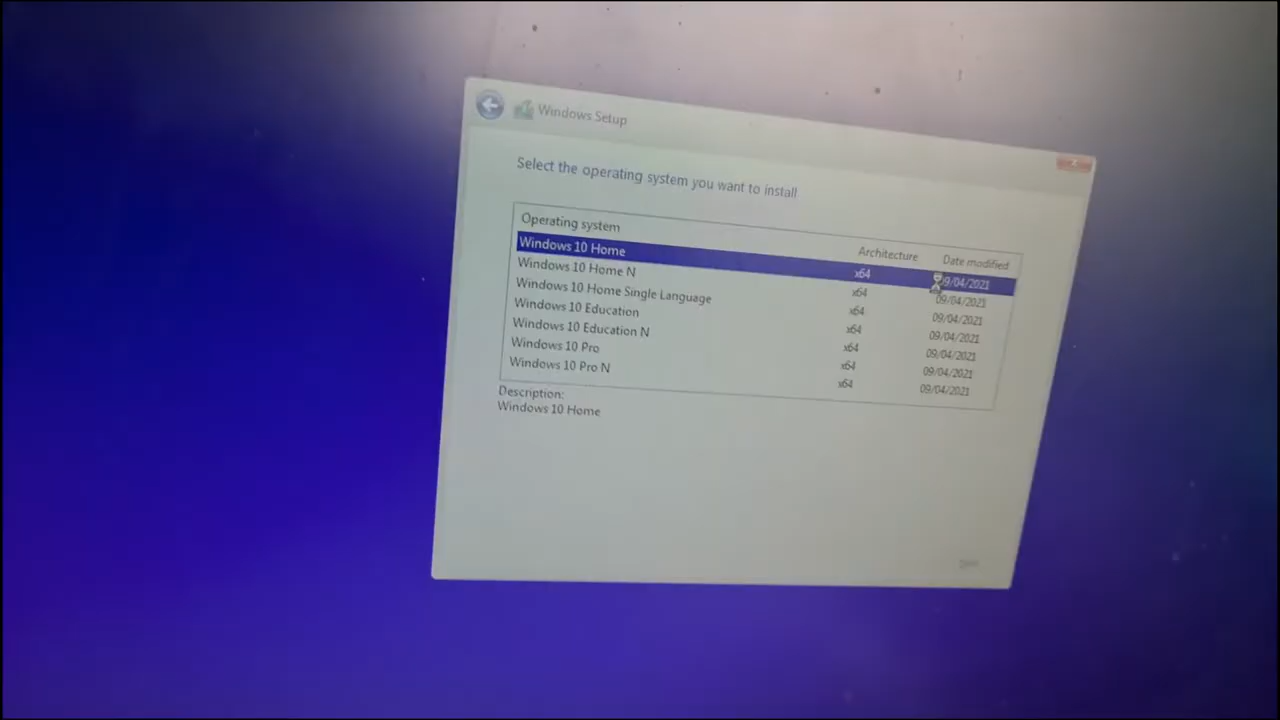 Windows Setup
Select the operating system you want to install
Operating system Architecture Date modified
Windows 10 Home x64 09/04/2021
Windows 10 Home N x64 09/04/2021
Windows 10 Home Single Language x64 09/04/2021
Windows 10 Education x64 09/04/2021
Windows 10 Education N x64 09/04/2021
Windows 10 Pro x64 09/04/2021
Windows 10 Pro N x64 09/04/2021
Description:
Windows 10 Home